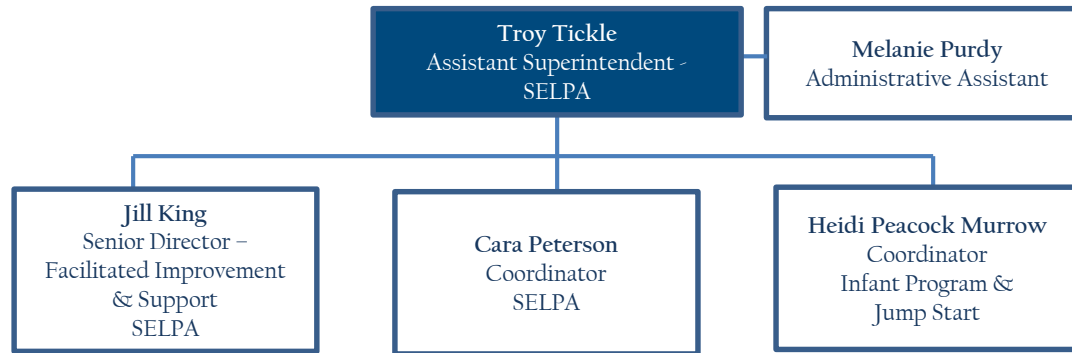 Troy Tickle
Assistant Superintendent -
SELPA
Melanie Purdy
Administrative Assistant
Jill King
Senior Director –
Facilitated Improvement
& Support
SELPA
Cara Peterson
Coordinator
SELPA
Heidi Peacock Murrow
Coordinator
Infant Program &
Jump Start